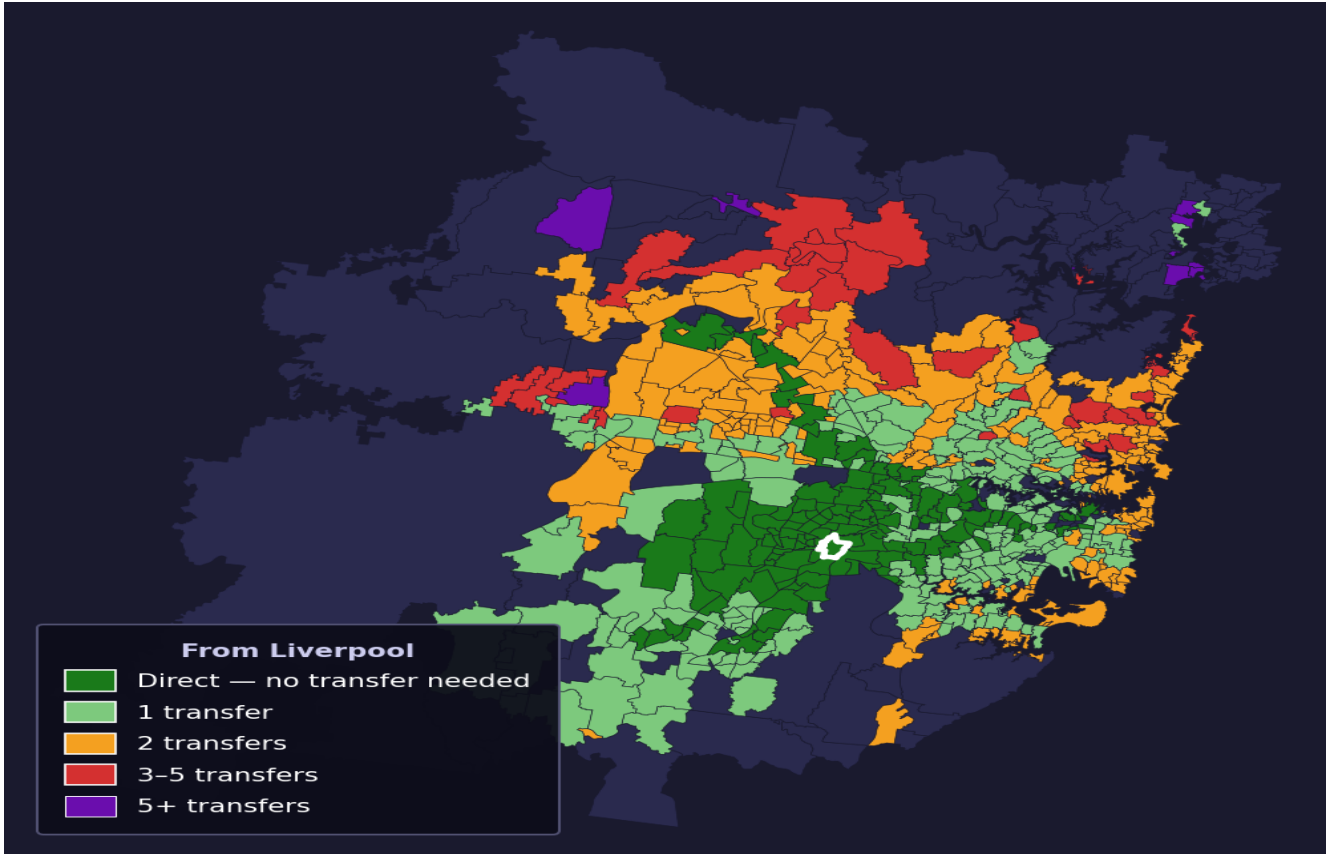 From Liverpool
Direct — no transfer needed
1 transfer
2 transfers
3–5 transfers
5+ transfers